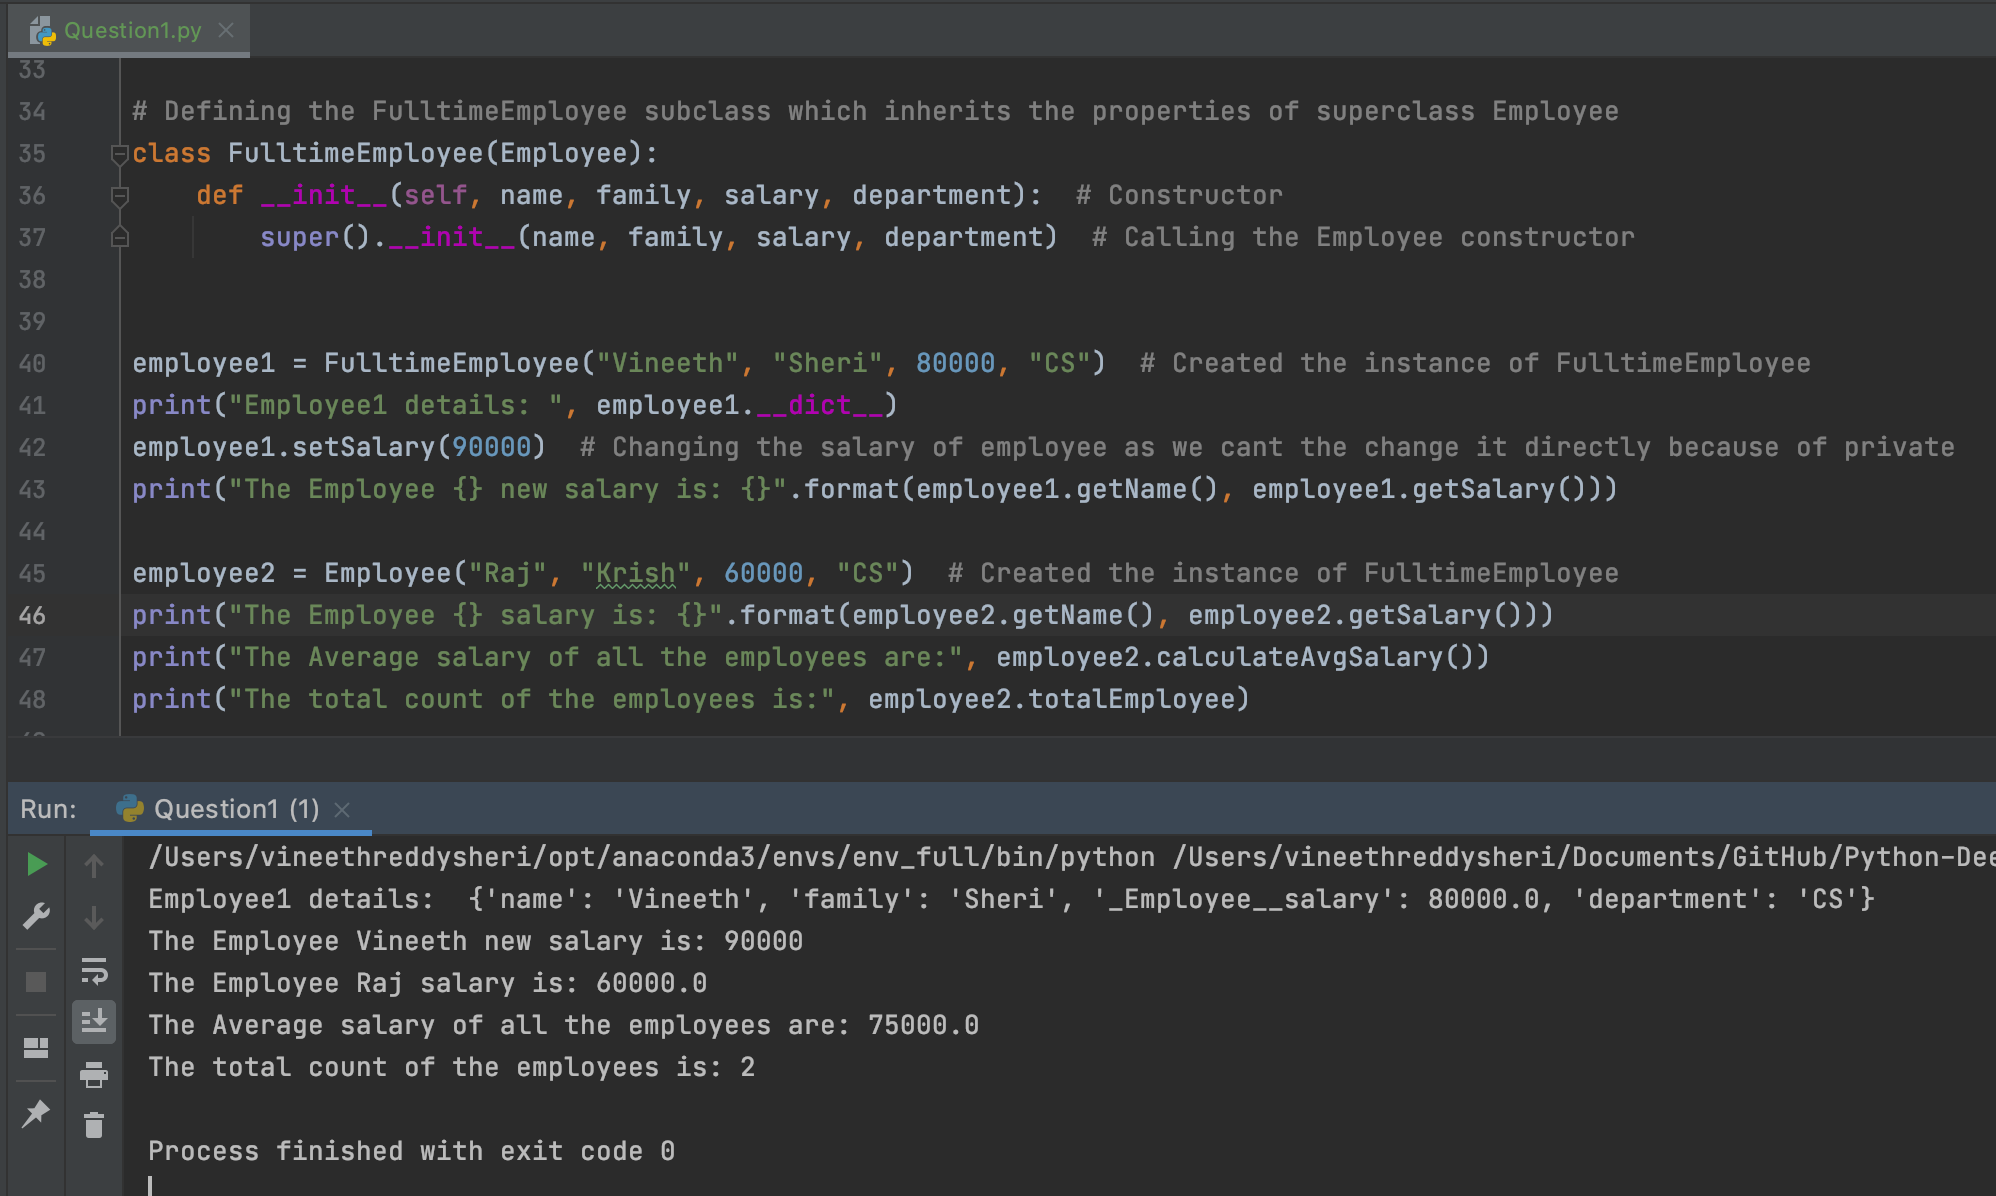 Question1.py
33
34 # Defining the FulltimeEmployee subclass which inherits the properties of superclass Employee
35 class FulltimeEmployee(Employee):
36     def __init__(self, name, family, salary, department):  # Constructor
37         super().__init__(name, family, salary, department)  # Calling the Employee constructor
38
39
40 employee1 = FulltimeEmployee("Vineeth", "Sheri", 80000, "CS")  # Created the instance of FulltimeEmployee
41 print("Employee1 details: ", employee1.__dict__)
42 employee1.setSalary(90000)  # Changing the salary of employee as we cant the change it directly because of private
43 print("The Employee {} new salary is: {}".format(employee1.getName(), employee1.getSalary()))
44
45 employee2 = Employee("Raj", "Krish", 60000, "CS")  # Created the instance of FulltimeEmployee
46 print("The Employee {} salary is: {}".format(employee2.getName(), employee2.getSalary()))
47 print("The Average salary of all the employees are:", employee2.calculateAvgSalary())
48 print("The total count of the employees is:", employee2.totalEmployee)
Run: Question1 (1)
/Users/vineethreddysheri/opt/anaconda3/envs/env_full/bin/python /Users/vineethreddysheri/Documents/GitHub/Python-Dee
Employee1 details:  {'name': 'Vineeth', 'family': 'Sheri', '_Employee__salary': 80000.0, 'department': 'CS'}
The Employee Vineeth new salary is: 90000
The Employee Raj salary is: 60000.0
The Average salary of all the employees are: 75000.0
The total count of the employees is: 2
Process finished with exit code 0